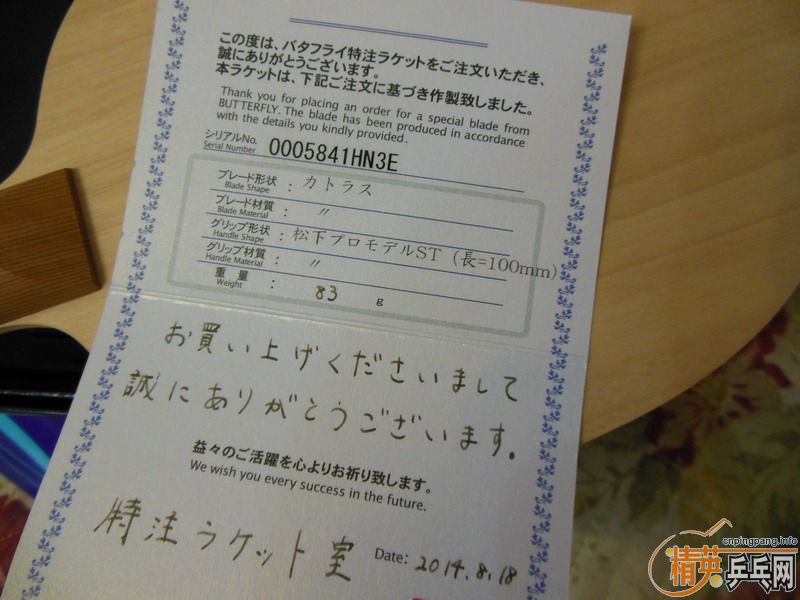 この度は、バタフライ特注ラケットをご注文いただき、
誠にありがとうございます。
本ラケットは、下記ご注文に基づき作製致しました。
Thank you for placing an order for a special blade from
BUTTERFLY. The blade has been produced in accordance
with the details you kindly provided.
シリアルNo.
Serial Number
0005841HN3E
ブレード形状
Blade Shape
: カトラス
ブレード材質
Blade Material
: 〃
グリップ形状
Handle Shape
: 松下プロモデルST (長=100mm)
グリップ材質
Handle Material
: 〃
重量
Weight
: 83 g
お買い上げくださいまして
誠にありがとうございます。
益々のご活躍を心よりお祈り致します。
We wish you every success in the future.
特注ラケット室
Date: 2014.8.18
cnpingpang.info
精英乒乓网